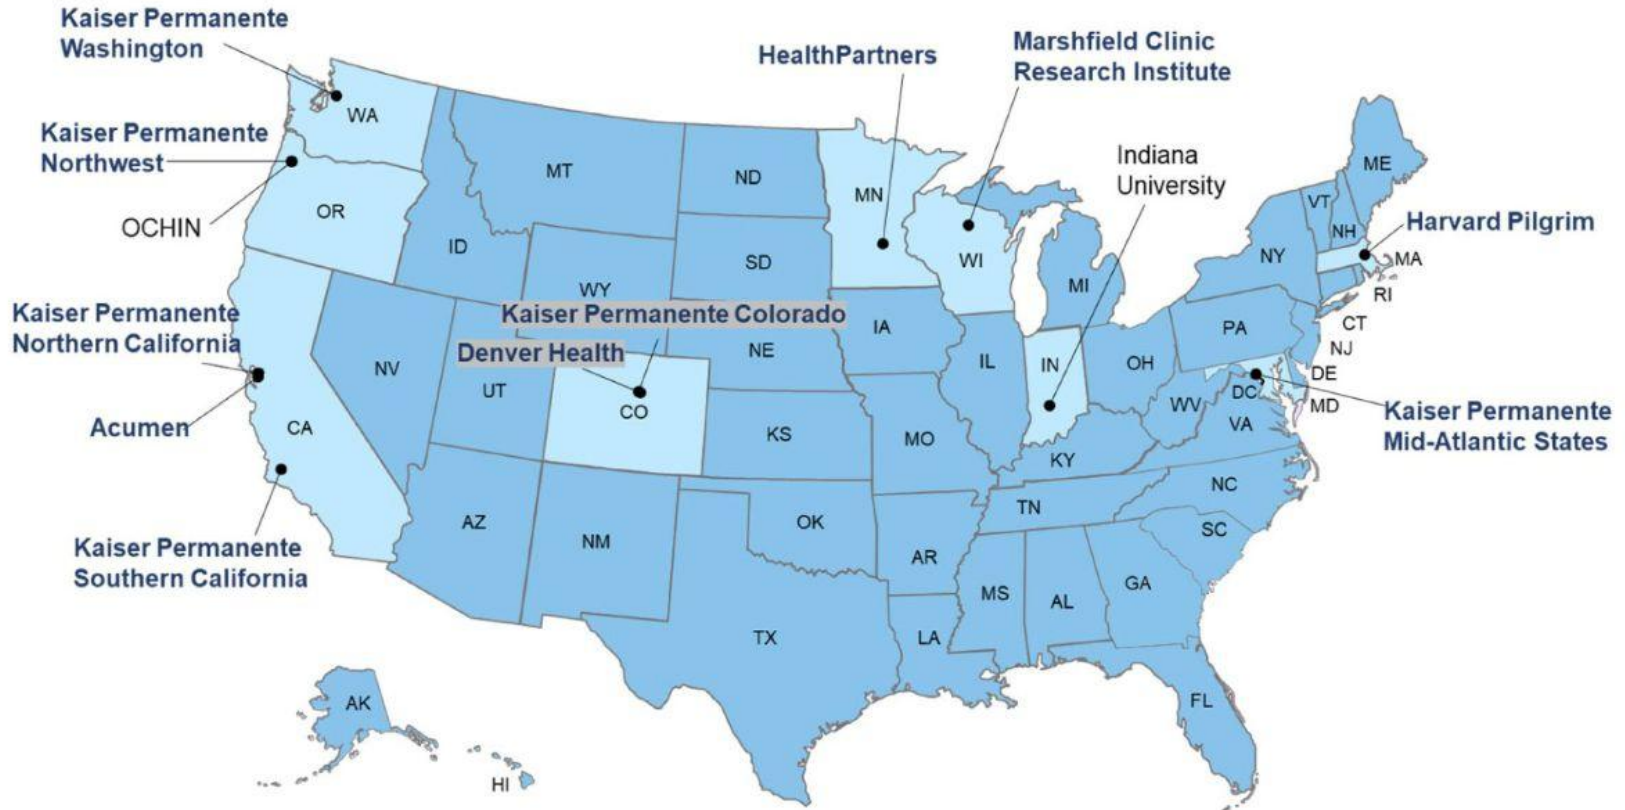 Kaiser Permanente
Washington
HealthPartners
Marshfield Clinic
Research Institute
WA
Kaiser Permanente
Northwest
OCHIN
OR
MT
ID
ND
SD
WY
MN
WI
Indiana
University
MI
ME
VT
NH
NY
Harvard Pilgrim
MA
RI
CT
NJ
DE
MD
Kaiser Permanente
Northern California
Acumen
CA
NV
UT
Kaiser Permanente Colorado
Denver Health
CO
NE
IA
IL
IN
OH
PA
DC
WV
VA
Kaiser Permanente
Mid-Atlantic States
KS
MO
KY
Kaiser Permanente
Southern California
AZ
NM
OK
AR
TN
NC
SC
TX
LA
MS
AL
GA
FL
AK
HI